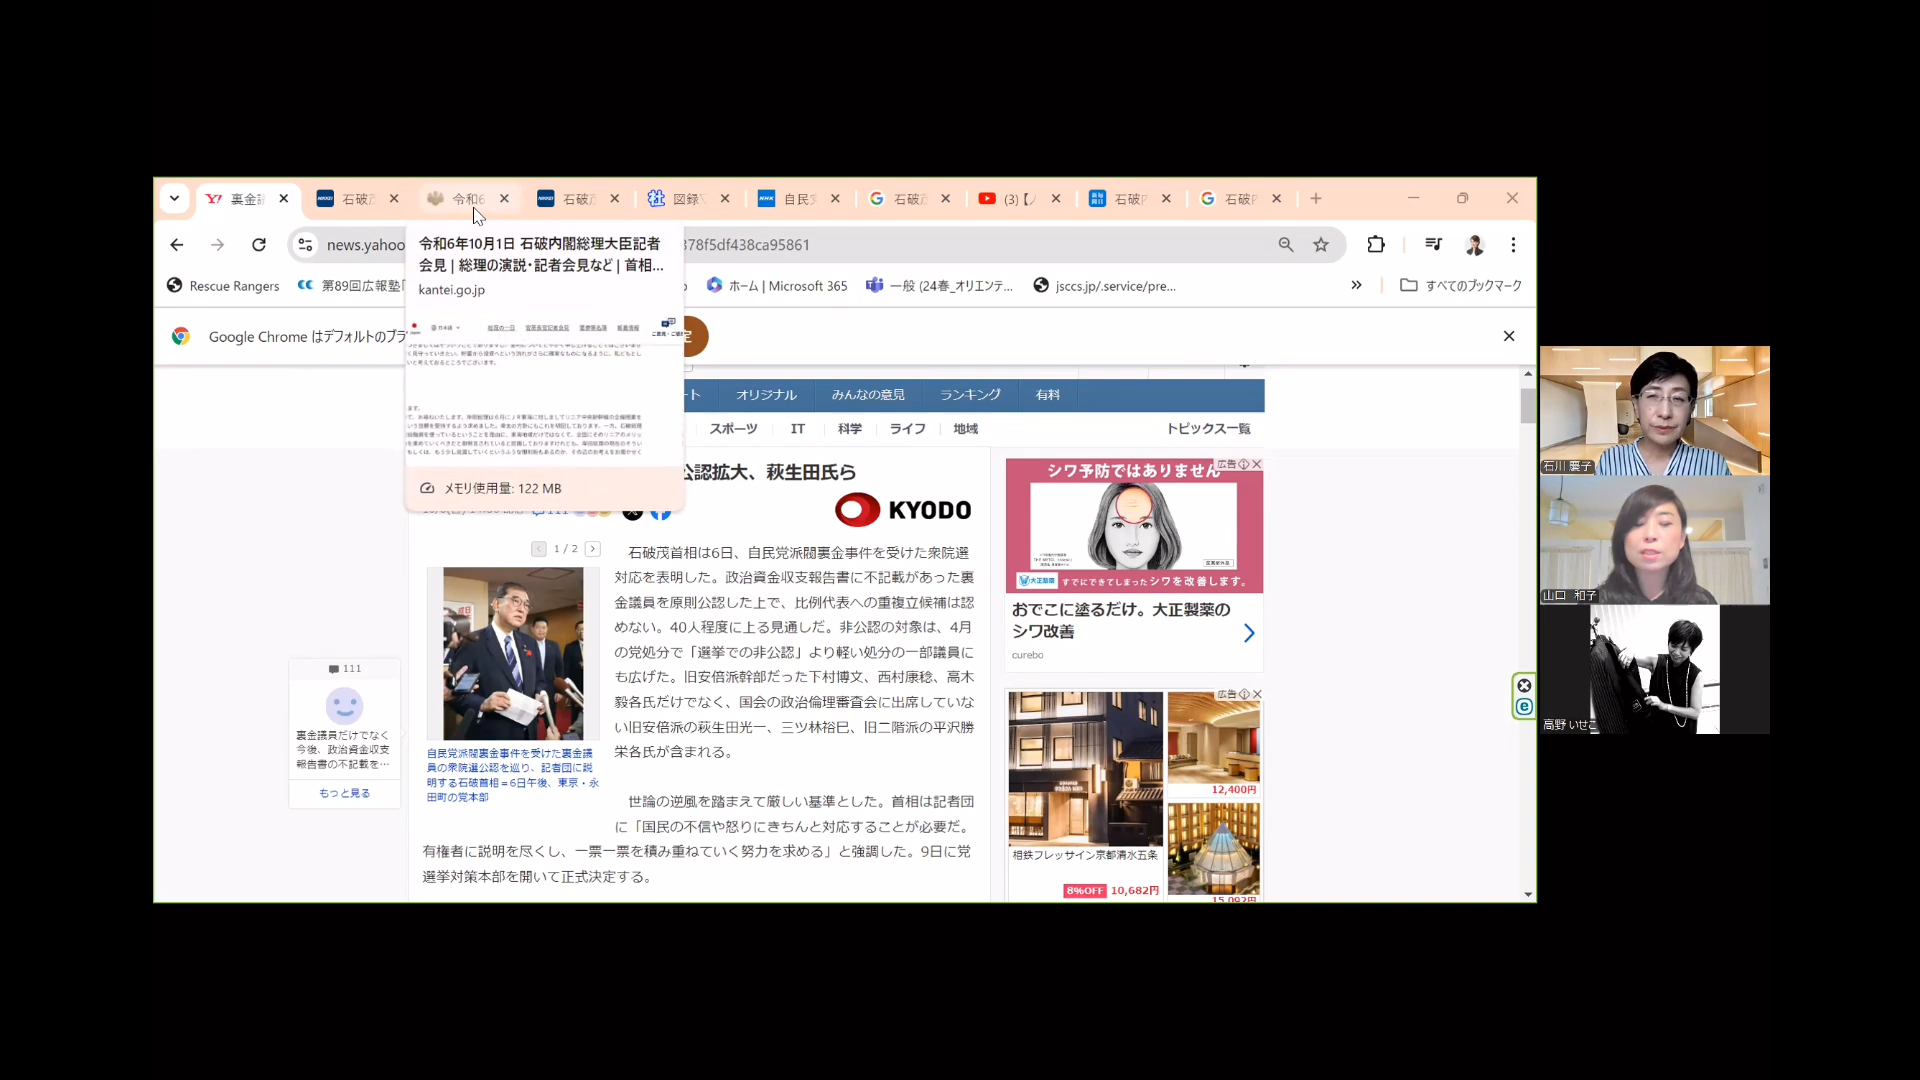 裏金議
石破茂
令和6
石破茂
図録▽
自民党
石破茂
(3)【ノ
石破内
石破内
news.yahoo
378f5df438ca95861
令和6年10月1日 石破内閣総理大臣記者
会見 | 総理の演説・記者会見など | 首相...
kantei.go.jp
メモリ使用量: 122 MB
Rescue Rangers
第89回広報塾「
ホーム | Microsoft 365
一般 (24春_オリエンテ...
jsccs.jp/.service/pre...
すべてのブックマーク
Google Chrome はデフォルトのブラ
定
オリジナル
みんなの意見
ランキング
有料
スポーツ
IT
科学
ライフ
地域
トピックス一覧
公認拡大、萩生田氏ら
KYODO
1 / 2
石破茂首相は6日、自民党派閥裏金事件を受けた衆院選
対応を表明した。政治資金収支報告書に不記載があった裏
金議員を原則公認した上で、比例代表への重複立候補は認
めない。40人程度に上る見通しだ。非公認の対象は、4月
の党処分で「選挙での非公認」より軽い処分の一部議員に
も広げた。旧安倍派幹部だった下村博文、西村康稔、高木
毅各氏だけでなく、国会の政治倫理審査会に出席していな
い旧安倍派の萩生田光一、三ツ林裕巳、旧二階派の平沢勝
栄各氏が含まれる。
自民党派閥裏金事件を受けた裏金議
員の衆院選公認を巡り、記者団に説
明する石破首相＝6日午後、東京・永
田町の党本部
世論の逆風を踏まえて厳しい基準とした。首相は記者団
に「国民の不信や怒りにきちんと対応することが必要だ。
有権者に説明を尽くし、一票一票を積み重ねていく努力を求める」と強調した。9日に党
選挙対策本部を開いて正式決定する。
111
裏金議員だけでなく
今後、政治資金収支
報告書の不記載を…
もっと見る
広告
シワ予防ではありません
大正製薬
すでにできてしまったシワを改善します。
おでこに塗るだけ。大正製薬の
シワ改善
curebo
広告
12,400円
相鉄フレッサイン京都清水五条
8%OFF 10,682円
15,092円
石川 慶子
山口 和子
高野 いせこ